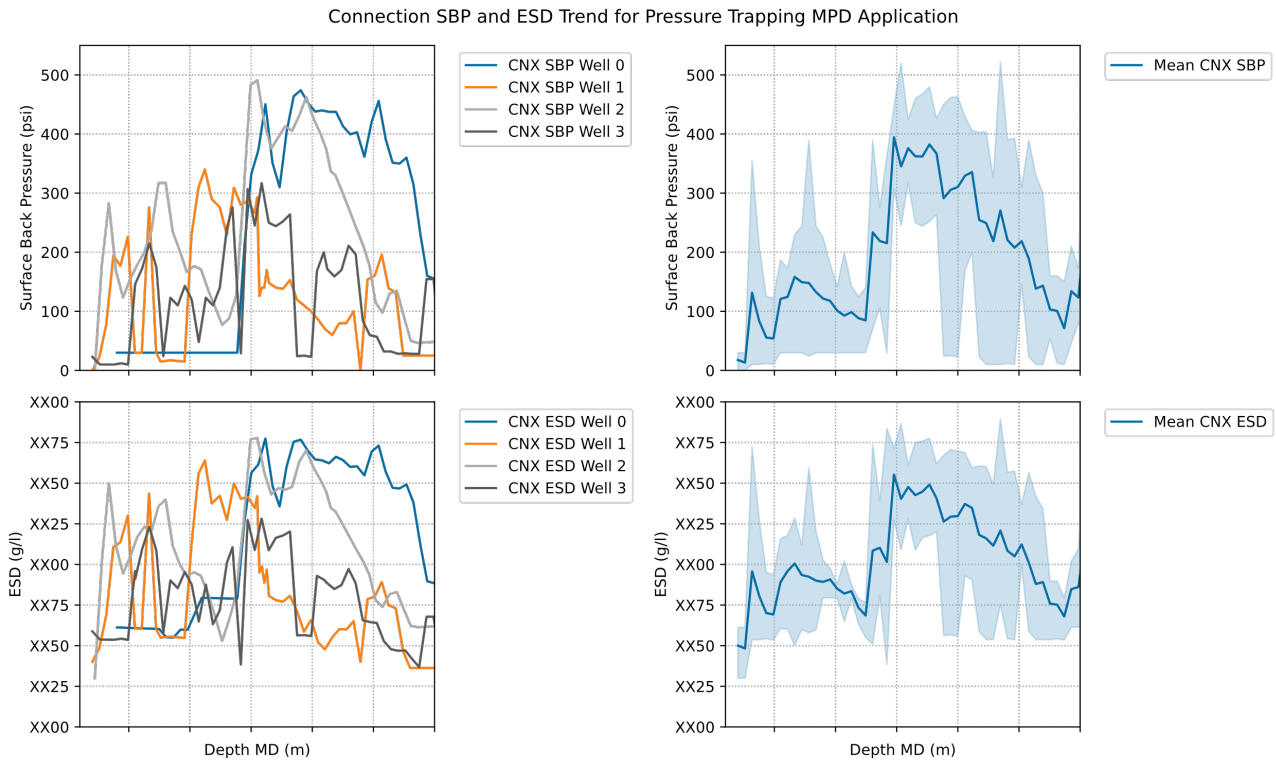 Connection SBP and ESD Trend for Pressure Trapping MPD Application
Surface Back Pressure (psi)
500
400
300
200
100
0
CNX SBP Well 0
CNX SBP Well 1
CNX SBP Well 2
CNX SBP Well 3
Surface Back Pressure (psi)
500
400
300
200
100
0
Mean CNX SBP
ESD (g/l)
XX00
XX75
XX50
XX25
XX00
XX75
XX50
XX25
XX00
Depth MD (m)
CNX ESD Well 0
CNX ESD Well 1
CNX ESD Well 2
CNX ESD Well 3
ESD (g/l)
XX00
XX75
XX50
XX25
XX00
XX75
XX50
XX25
XX00
Depth MD (m)
Mean CNX ESD